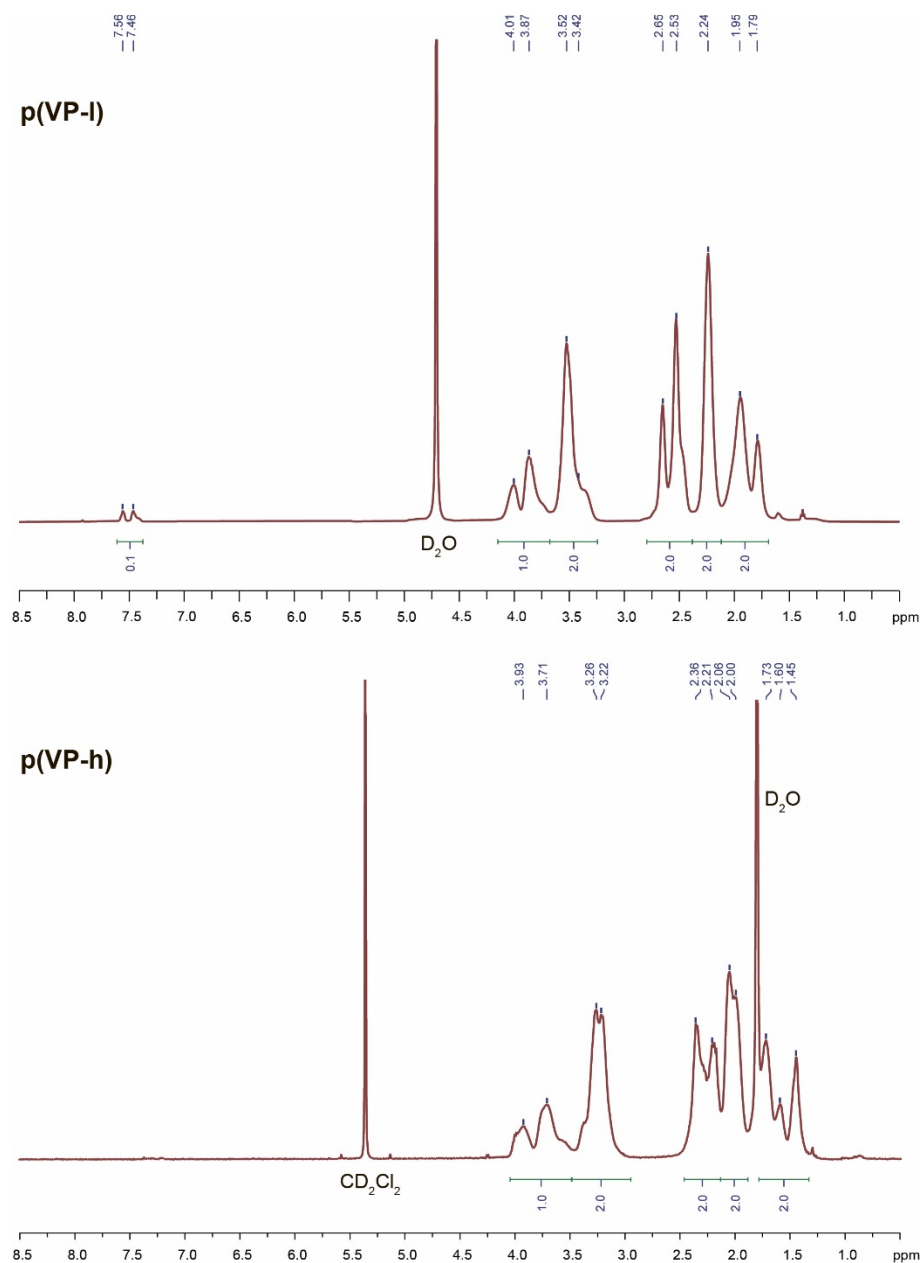 7.56 7.46 4.01 3.87 3.52 3.42 2.65 2.53 2.24 1.95 1.79
p(VP-l)
D₂O
0.1 1.0 2.0 2.0 2.0 2.0
8.5 8.0 7.5 7.0 6.5 6.0 5.5 5.0 4.5 4.0 3.5 3.0 2.5 2.0 1.5 1.0 ppm
3.93 3.71 3.26 3.22 2.36 2.21 2.06 2.00 1.73 1.60 1.45
p(VP-h)
D₂O
CD₂Cl₂
1.0 2.0 2.0 2.0 2.0
8.5 8.0 7.5 7.0 6.5 6.0 5.5 5.0 4.5 4.0 3.5 3.0 2.5 2.0 1.5 1.0 ppm